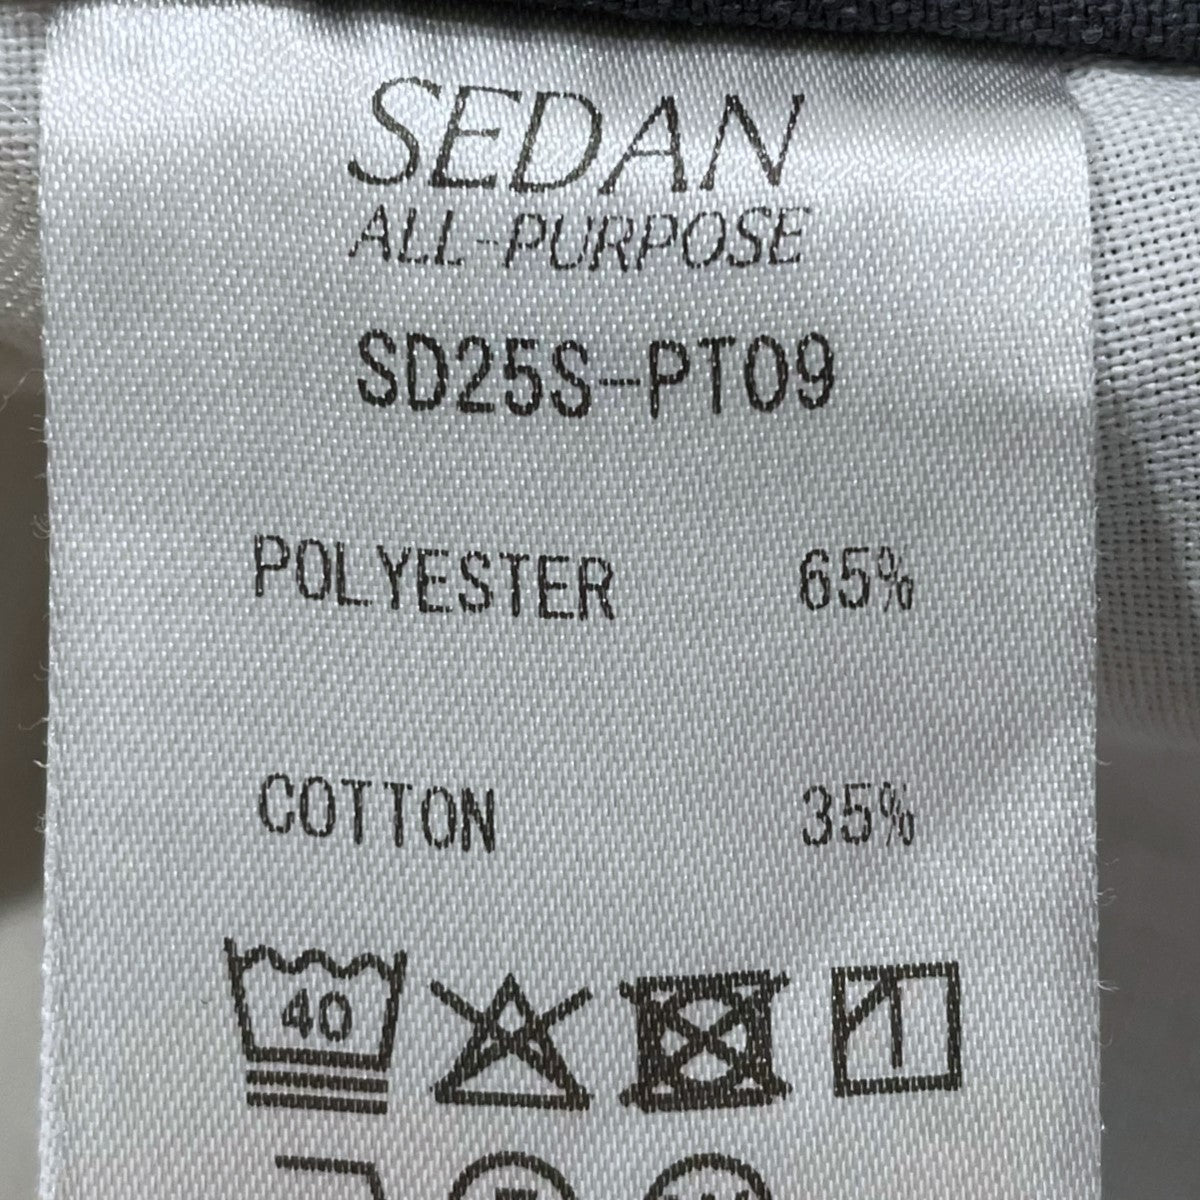 SEDAN
ALL-PURPOSE
SD25S-PT09
POLYESTER 65%
COTTON 35%
40